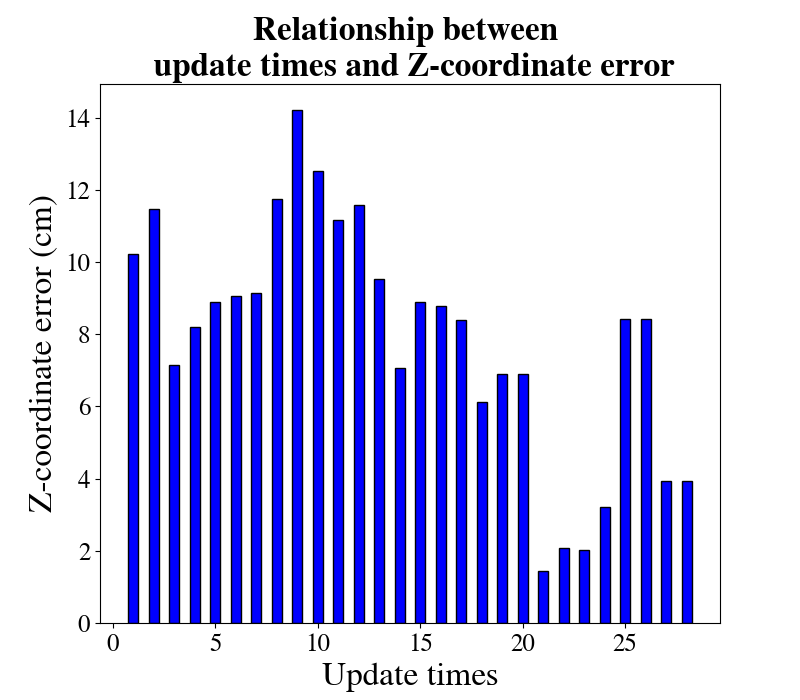 Relationship between
update times and Z-coordinate error
Z-coordinate error (cm)
14
12
10
8
6
4
2
0
0 5 10 15 20 25
Update times